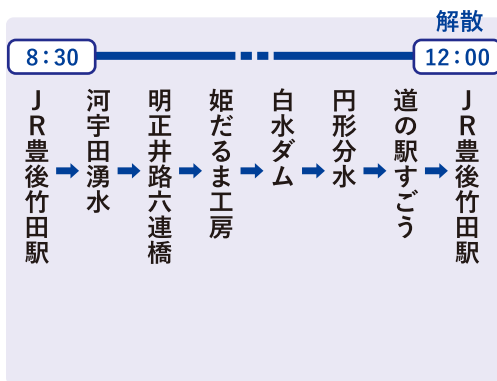 解散
8:30
12:00
JR豊後竹田駅
河宇田湧水
明正井路六連橋
姫だるま工房
白水ダム
円形分水
道の駅すごう
JR豊後竹田駅